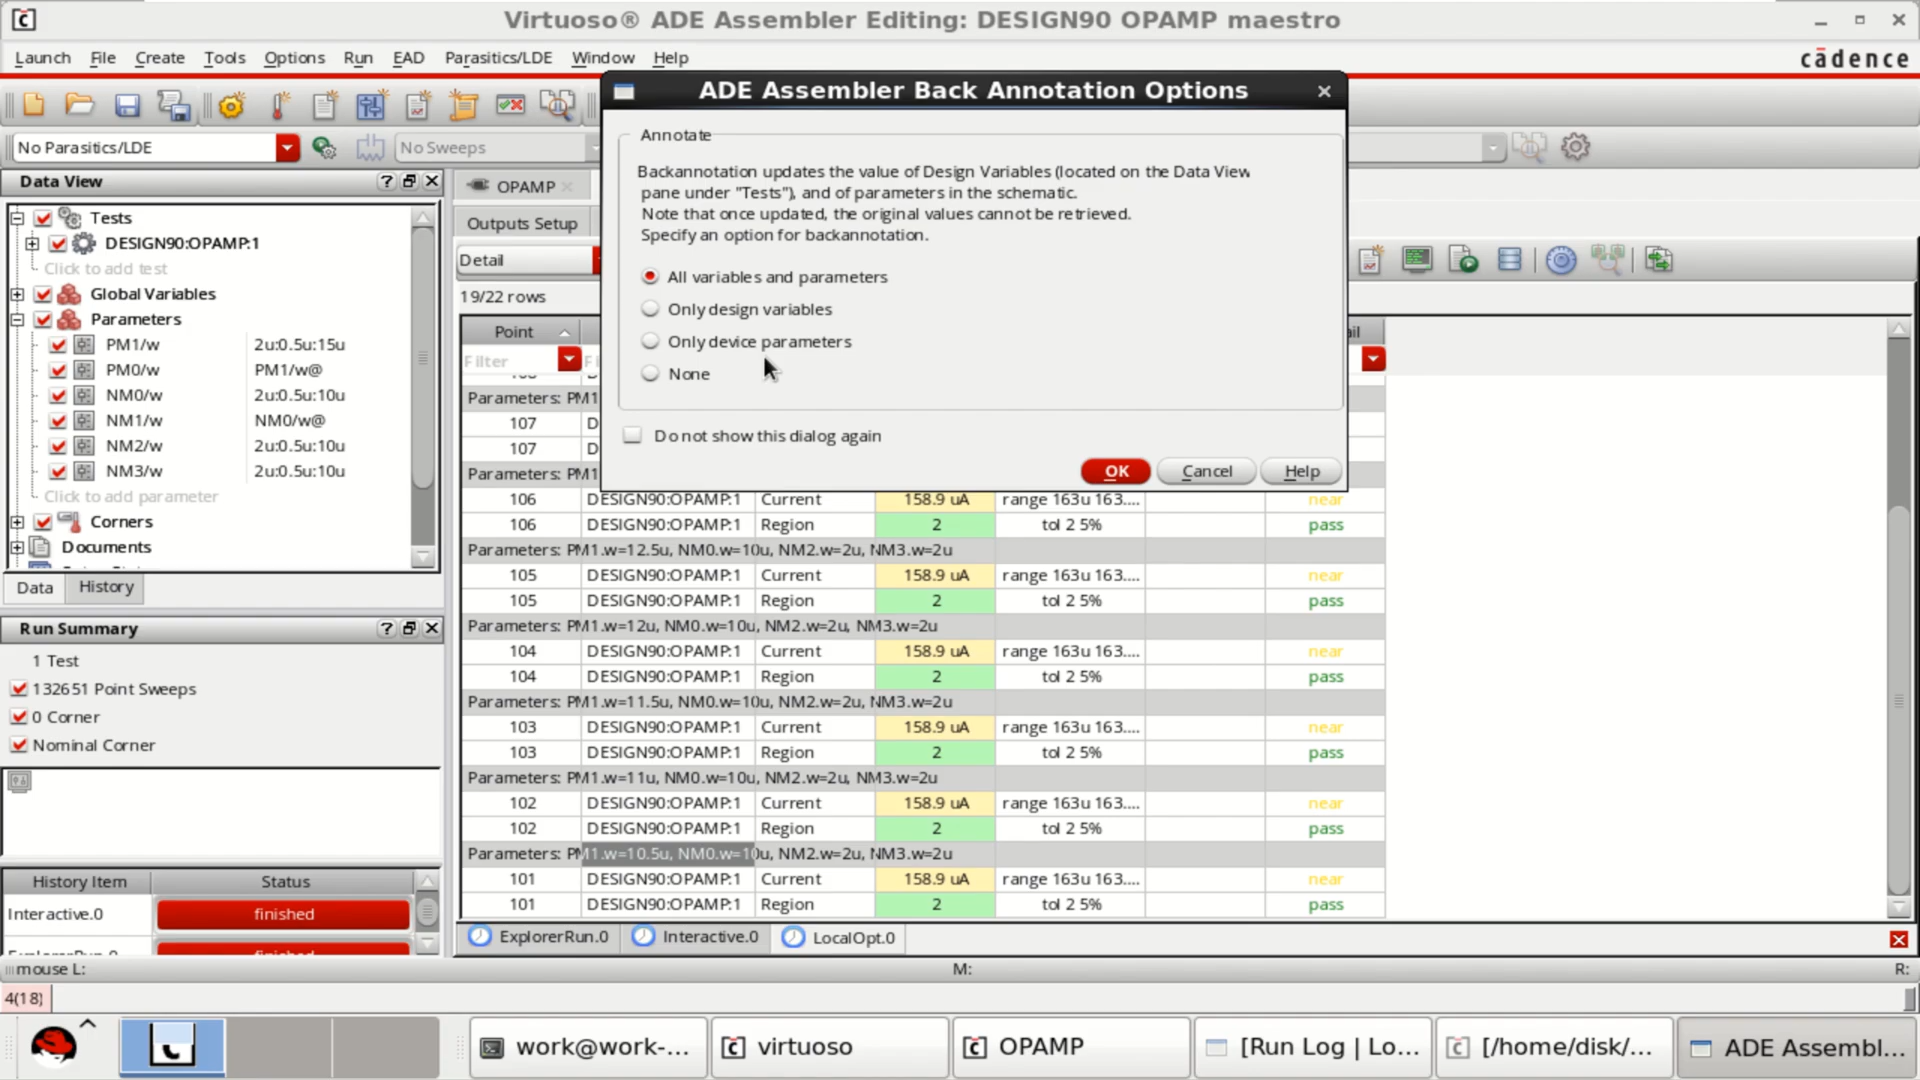 Virtuoso® ADE Assembler Editing: DESIGN90 OPAMP maestro
Launch File Create Tools Options Run EAD Parasitics/LDE Window Help
cādence
No Parasitics/LDE
No Sweeps
Data View
Tests
DESIGN90:OPAMP:1
Click to add test
Global Variables
Parameters
PM1/w 2u:0.5u:15u
PM0/w PM1/w@
NM0/w 2u:0.5u:10u
NM1/w NM0/w@
NM2/w 2u:0.5u:10u
NM3/w 2u:0.5u:10u
Click to add parameter
Corners
Documents
Data History
Run Summary
1 Test
132651 Point Sweeps
0 Corner
Nominal Corner
History Item Status
Interactive.0 finished
OPAMP
Outputs Setup
Detail
19/22 rows
Point
Filter
ADE Assembler Back Annotation Options
Annotate
Backannotation updates the value of Design Variables (located on the Data View
pane under "Tests"), and of parameters in the schematic.
Note that once updated, the original values cannot be retrieved.
Specify an option for backannotation.
All variables and parameters
Only design variables
Only device parameters
None
Do not show this dialog again
OK Cancel Help
Parameters: PM1
107 D
107 D
Parameters: PM1
106 DESIGN90:OPAMP:1 Current 158.9 uA range 163u 163.... near
106 DESIGN90:OPAMP:1 Region 2 tol 2 5% pass
Parameters: PM1.w=12.5u, NM0.w=10u, NM2.w=2u, NM3.w=2u
105 DESIGN90:OPAMP:1 Current 158.9 uA range 163u 163.... near
105 DESIGN90:OPAMP:1 Region 2 tol 2 5% pass
Parameters: PM1.w=12u, NM0.w=10u, NM2.w=2u, NM3.w=2u
104 DESIGN90:OPAMP:1 Current 158.9 uA range 163u 163.... near
104 DESIGN90:OPAMP:1 Region 2 tol 2 5% pass
Parameters: PM1.w=11.5u, NM0.w=10u, NM2.w=2u, NM3.w=2u
103 DESIGN90:OPAMP:1 Current 158.9 uA range 163u 163.... near
103 DESIGN90:OPAMP:1 Region 2 tol 2 5% pass
Parameters: PM1.w=11u, NM0.w=10u, NM2.w=2u, NM3.w=2u
102 DESIGN90:OPAMP:1 Current 158.9 uA range 163u 163.... near
102 DESIGN90:OPAMP:1 Region 2 tol 2 5% pass
Parameters: PM1.w=10.5u, NM0.w=10u, NM2.w=2u, NM3.w=2u
101 DESIGN90:OPAMP:1 Current 158.9 uA range 163u 163.... near
101 DESIGN90:OPAMP:1 Region 2 tol 2 5% pass
ExplorerRun.0 Interactive.0 LocalOpt.0
mouse L: M: R:
4(18)
work@work-... virtuoso OPAMP [Run Log | Lo... [/home/disk/... ADE Assembl...